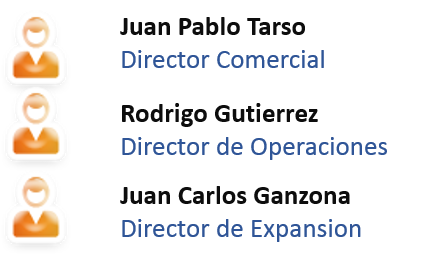 Juan Pablo Tarso
Director Comercial
Rodrigo Gutierrez
Director de Operaciones
Juan Carlos Ganzona
Director de Expansion